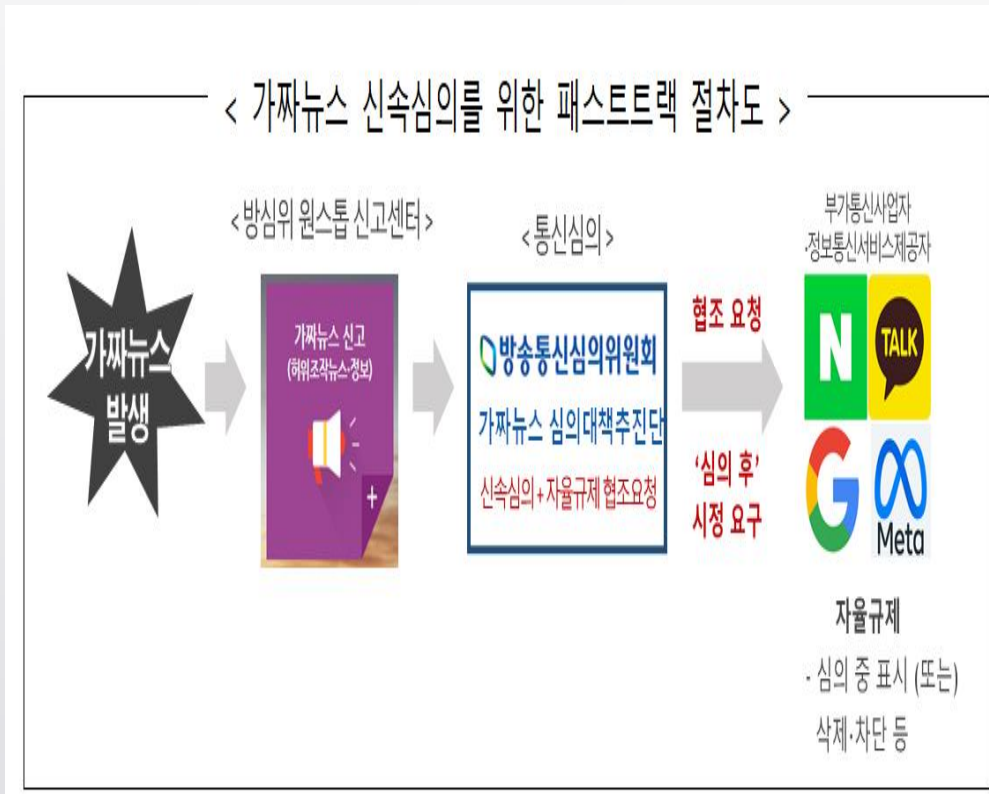 < 가짜뉴스 신속심의를 위한 패스트트랙 절차도 >
가짜뉴스
발생
<방심위 원스톱 신고센터>
가짜뉴스 신고
(허위조작뉴스·정보)
+
<통신심의>
방송통신심의위원회
가짜뉴스 심의대책추진단
신속심의+자율규제 협조요청
협조 요청
‘심의 후’
시정 요구
부가통신사업자
·정보통신서비스제공자
N
TALK
G
Meta
자율규제
- 심의 중 표시 (또는)
삭제·차단 등